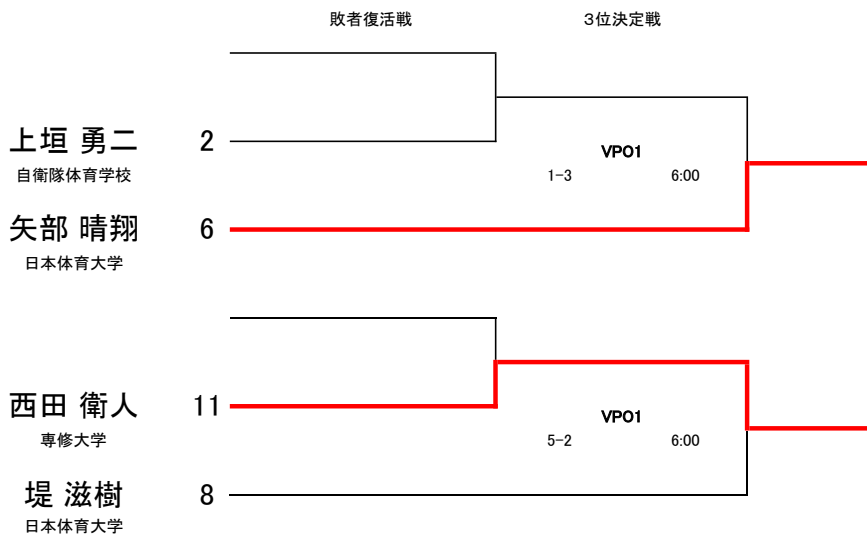 敗者復活戦 3位決定戦
上垣 勇二 2
自衛隊体育学校
VPO1
1-3 6:00
矢部 晴翔 6
日本体育大学
西田 衛人 11
専修大学
VPO1
5-2 6:00
堤 滋樹 8
日本体育大学